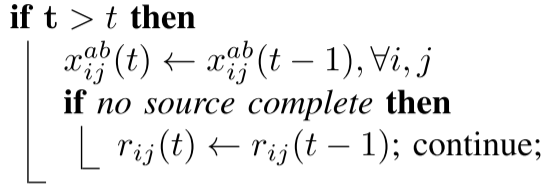 if t > t then
x_{ij}^{ab}(t) ← x_{ij}^{ab}(t − 1), ∀i, j
if no source complete then
r_{ij}(t) ← r_{ij}(t − 1); continue;